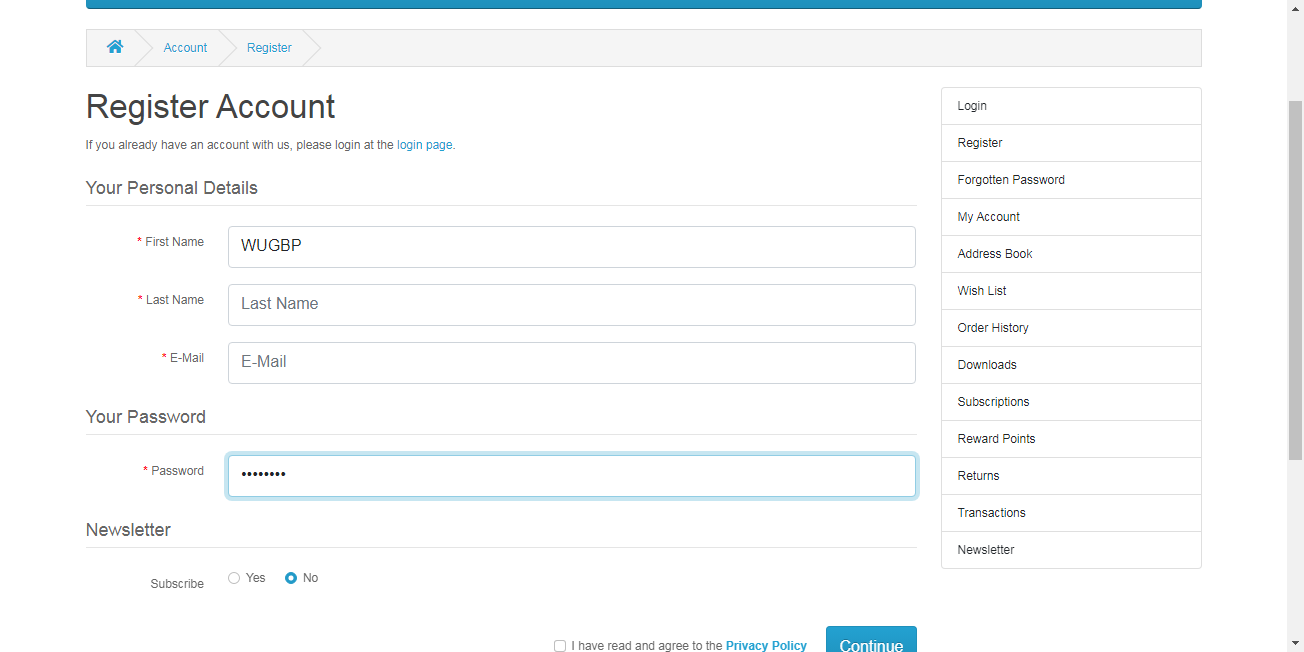 Account
Register
Register Account
If you already have an account with us, please login at the login page.
Your Personal Details
* First Name
WUGBP
* Last Name
Last Name
* E-Mail
E-Mail
Your Password
* Password
••••••••
Newsletter
Subscribe
Yes
No
I have read and agree to the Privacy Policy
Continue
Login
Register
Forgotten Password
My Account
Address Book
Wish List
Order History
Downloads
Subscriptions
Reward Points
Returns
Transactions
Newsletter